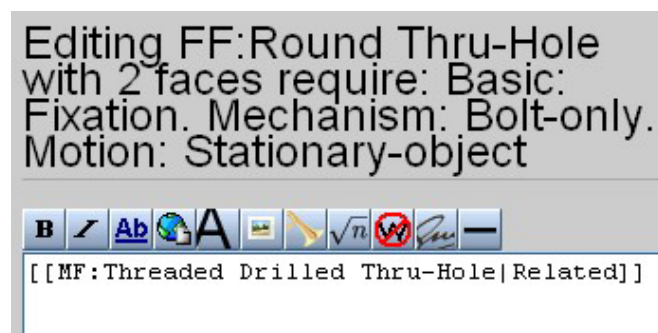 Editing FF:Round Thru-Hole
with 2 faces require: Basic:
Fixation. Mechanism: Bolt-only.
Motion: Stationary-object
B I Ab A √n W
[[MF:Threaded Drilled Thru-Hole|Related]]